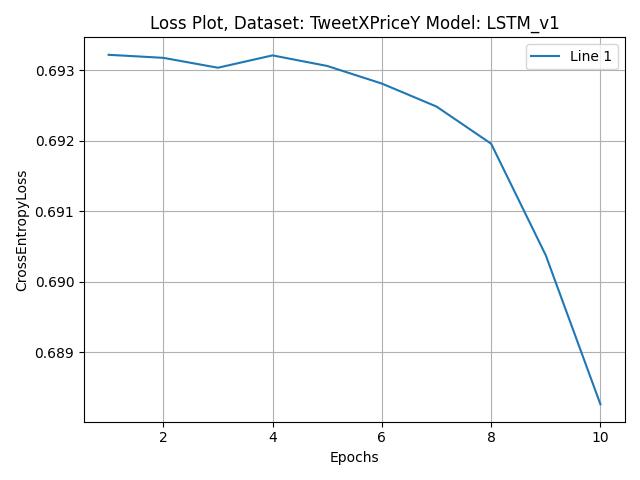 Loss Plot, Dataset: TweetXPriceY Model: LSTM_v1
Line 1
0.693
0.692
0.691
0.690
0.689
CrossEntropyLoss
2 4 6 8 10
Epochs